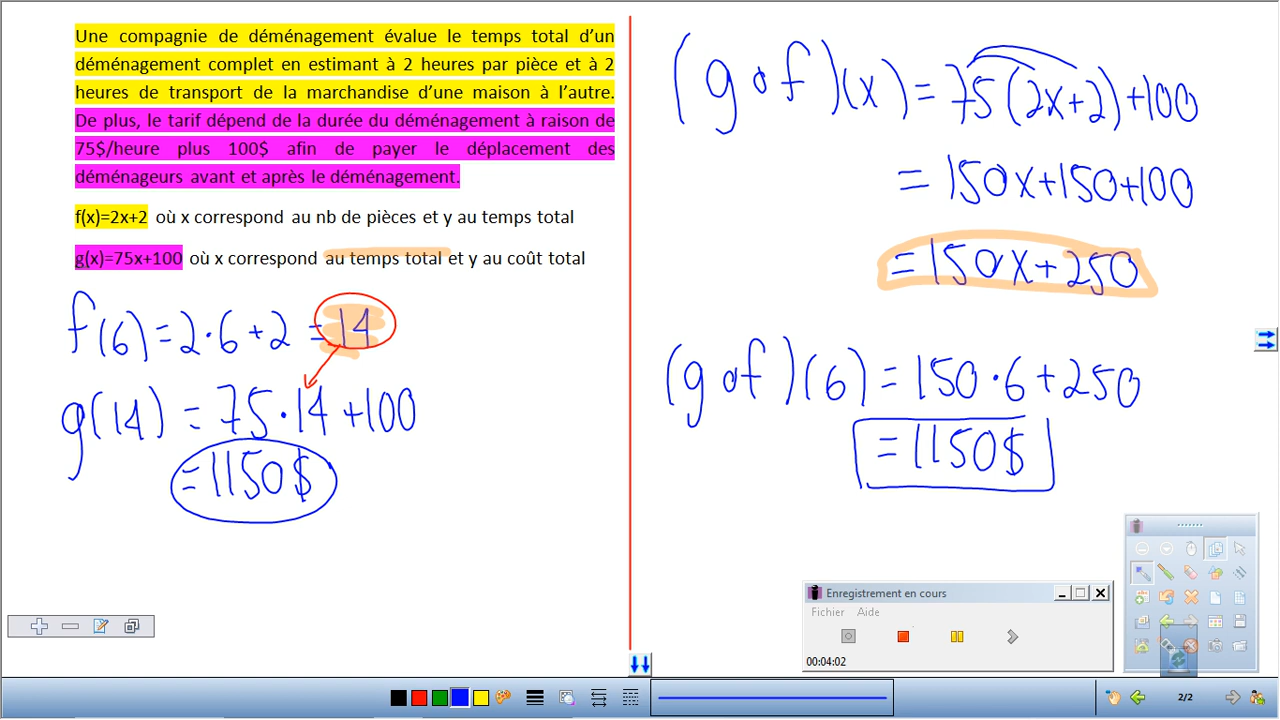 Une compagnie de déménagement évalue le temps total d'un
déménagement complet en estimant à 2 heures par pièce et à 2
heures de transport de la marchandise d'une maison à l'autre.
De plus, le tarif dépend de la durée du déménagement à raison de
75$/heure plus 100$ afin de payer le déplacement des
déménageurs avant et après le déménagement.
f(x)=2x+2 où x correspond au nb de pièces et y au temps total
g(x)=75x+100 où x correspond au temps total et y au coût total
f(6)=2·6+2=14
g(14)=75·14+100
=1150$
(gof)(x)=75(2x+2)+100
=150x+150+100
=150x+250
(gof)(6)=150·6+250
=1150$
Enregistrement en cours
Fichier Aide
00:04:02
2/2